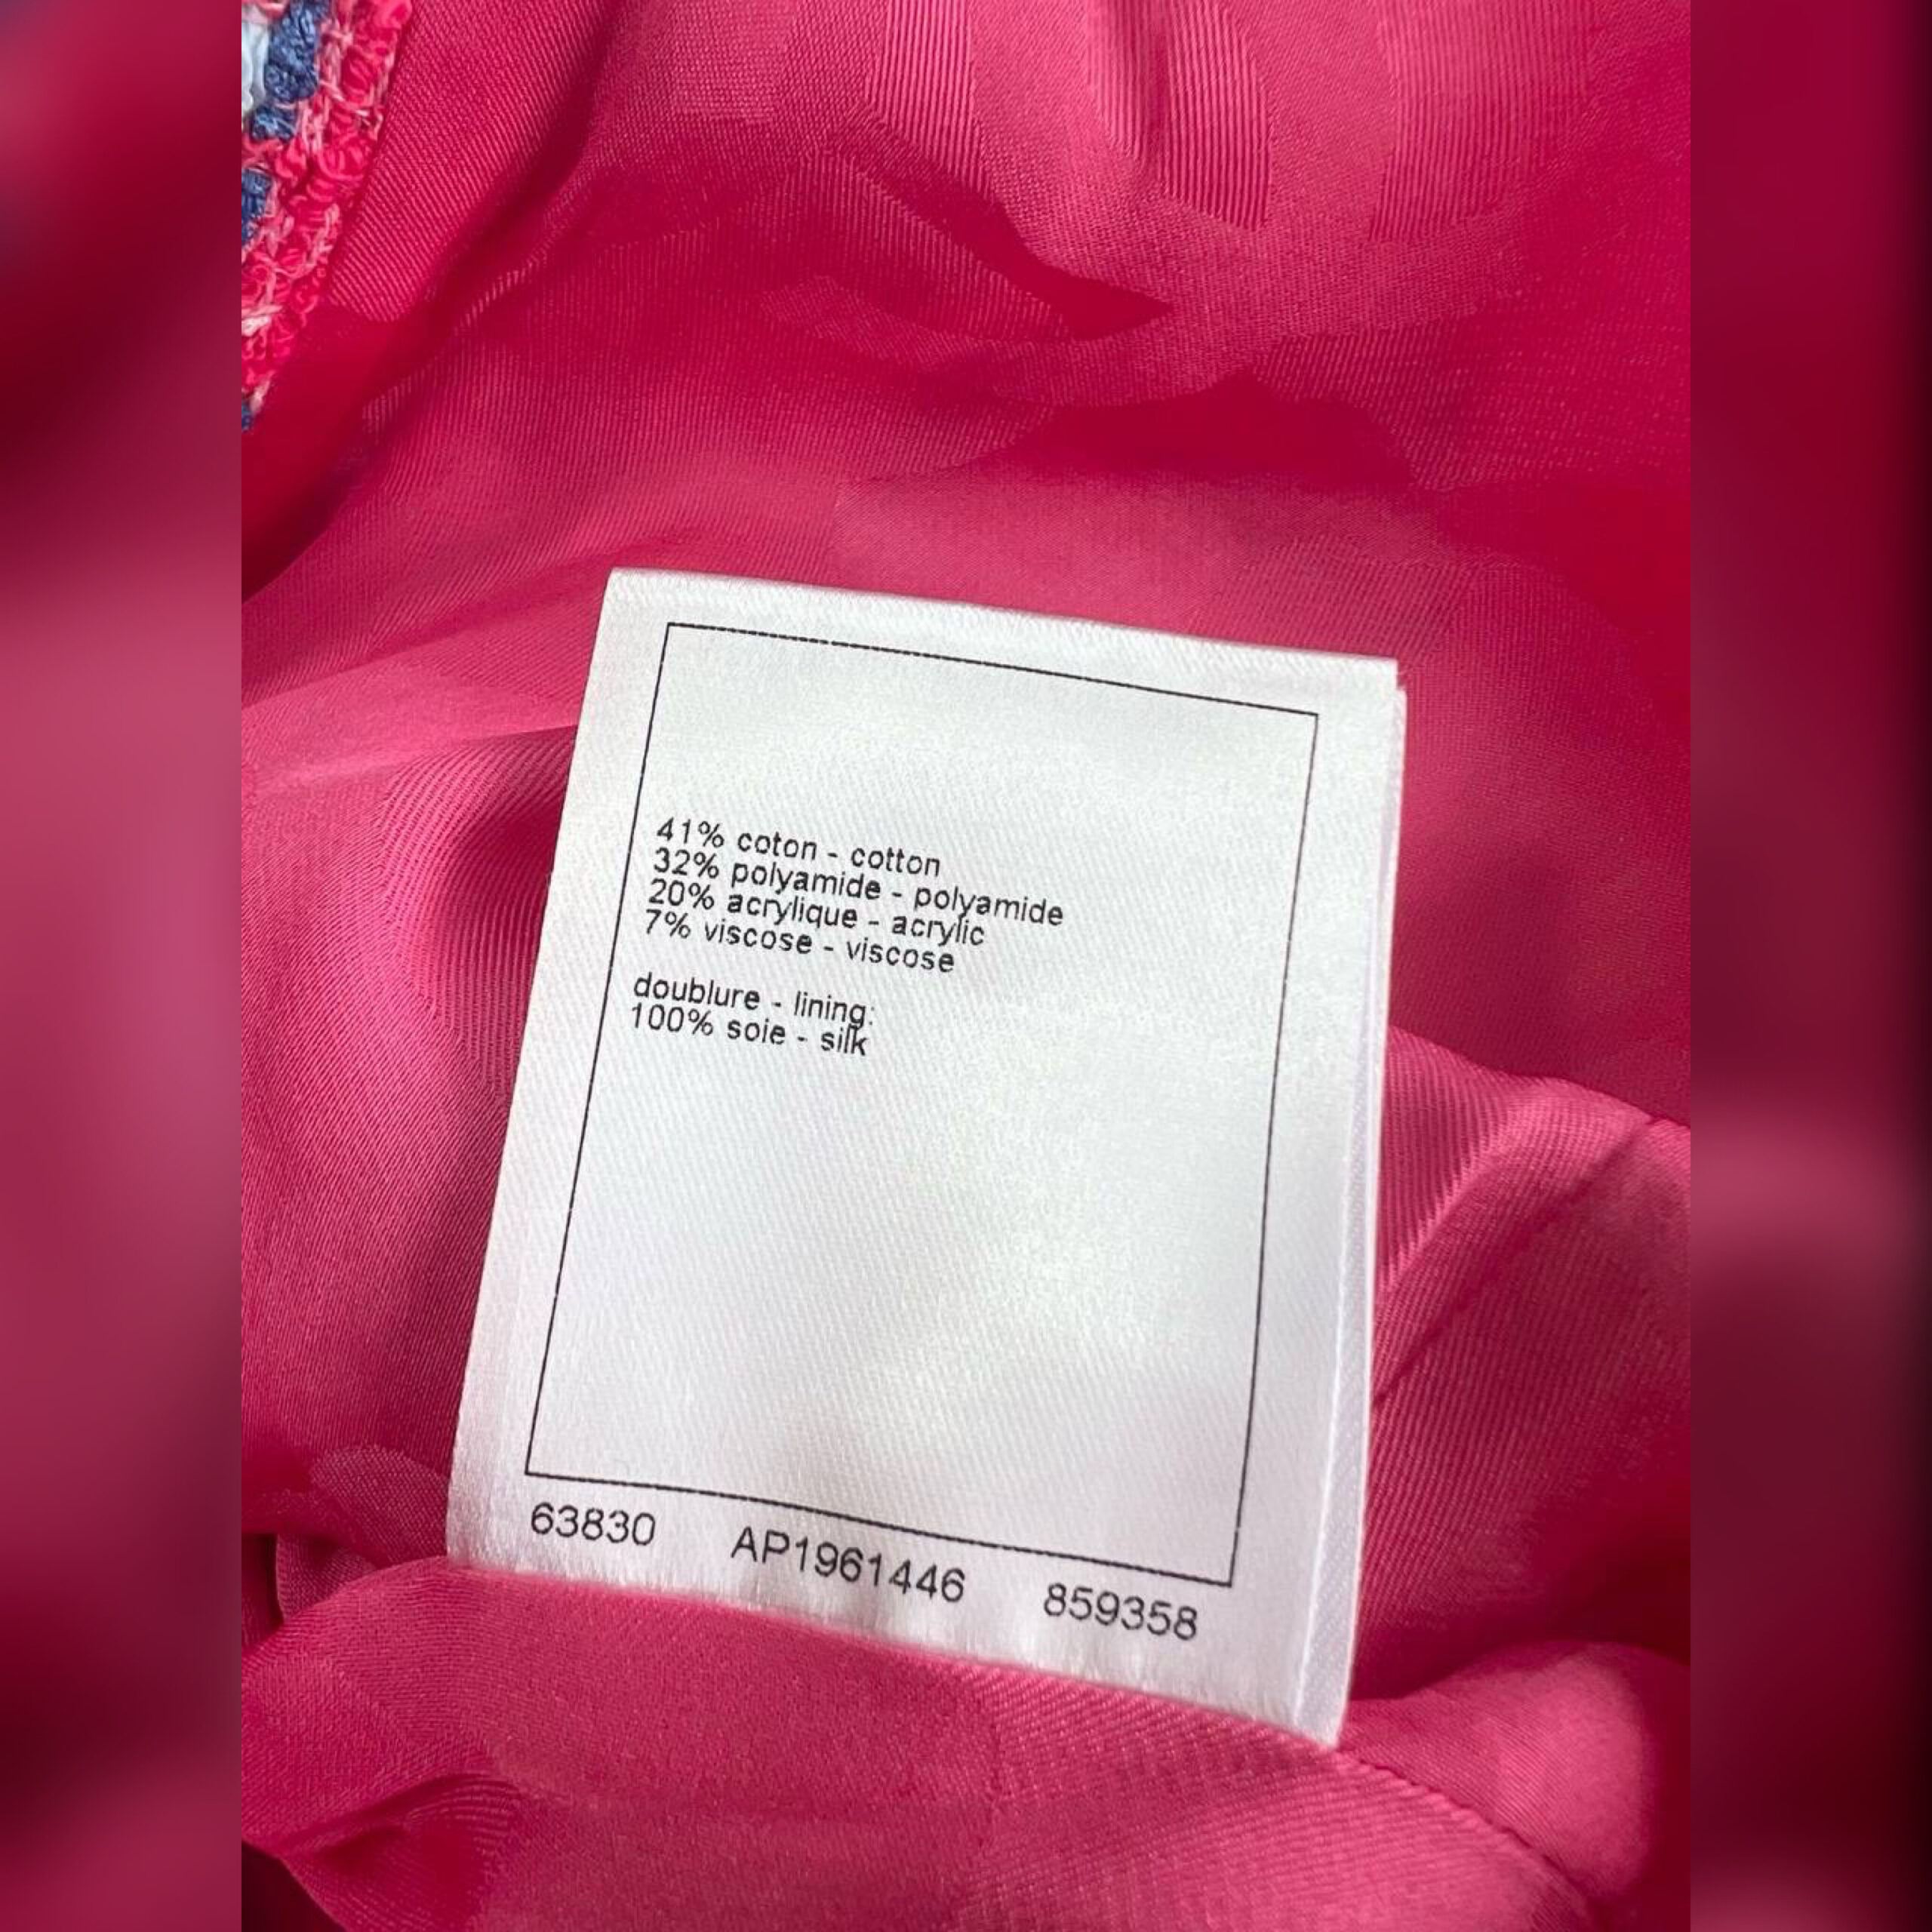 41% coton - cotton
32% polyamide - polyamide
20% acrylique - acrylic
7% viscose - viscose
doublure - lining:
100% soie - silk
63830 AP1961446 859358